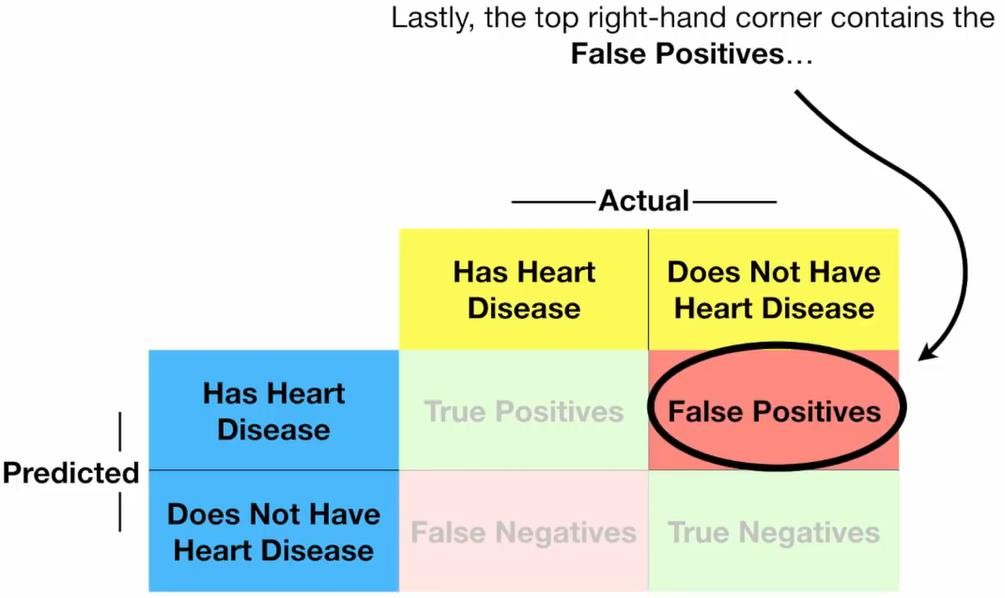 Lastly, the top right-hand corner contains the
False Positives…
Actual
Has Heart
Disease
Does Not Have
Heart Disease
Predicted
Has Heart
Disease
True Positives
False Positives
Does Not Have
Heart Disease
False Negatives
True Negatives